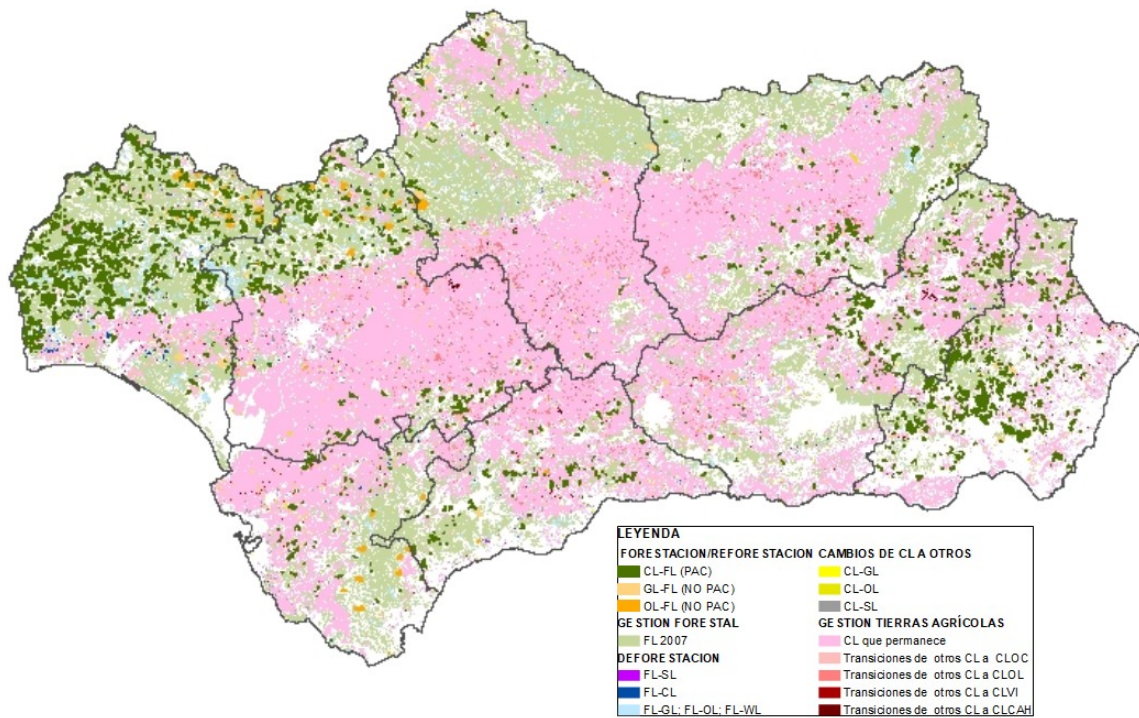 LEYENDA
FORESTACION/REFORESTACION
CL-FL (PAC)
GL-FL (NO PAC)
OL-FL (NO PAC)
GESTION FORESTAL
FL 2007
DEFORESTACION
FL-SL
FL-CL
FL-GL; FL-OL; FL-WL
CAMBIOS DE CL A OTROS
CL-GL
CL-OL
CL-SL
GESTION TIERRAS AGRÍCOLAS
CL que permanece
Transiciones de otros CL a CLOC
Transiciones de otros CL a CLOL
Transiciones de otros CL a CLVI
Transiciones de otros CL a CLCAH